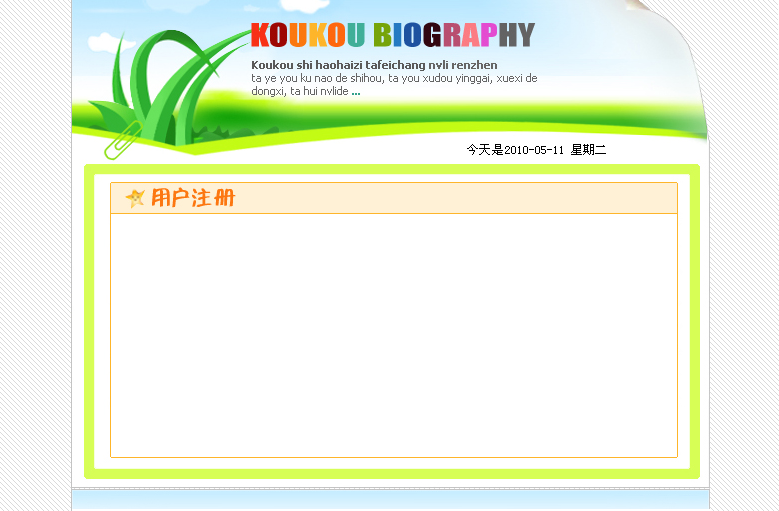 KOUKOU BIOGRAPHY
Koukou shi haohaizi tafeichang nvli renzhen
ta ye you ku nao de shihou, ta you xudou yinggai, xuexi de
dongxi, ta hui nvlide ...
今天是2010-05-11 星期二
用户注册